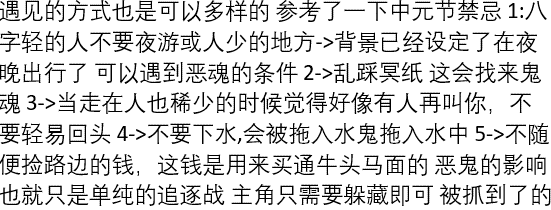 遇见的方式也是可以多样的 参考了一下中元节禁忌 1:八
字轻的人不要夜游或人少的地方->背景已经设定了在夜
晚出行了 可以遇到恶魂的条件 2->乱踩冥纸 这会找来鬼
魂 3->当走在人也稀少的时候觉得好像有人再叫你，不
要轻易回头 4->不要下水,会被拖入水鬼拖入水中 5->不随
便捡路边的钱，这钱是用来买通牛头马面的 恶鬼的影响
也就只是单纯的追逐战 主角只需要躲藏即可 被抓到了的